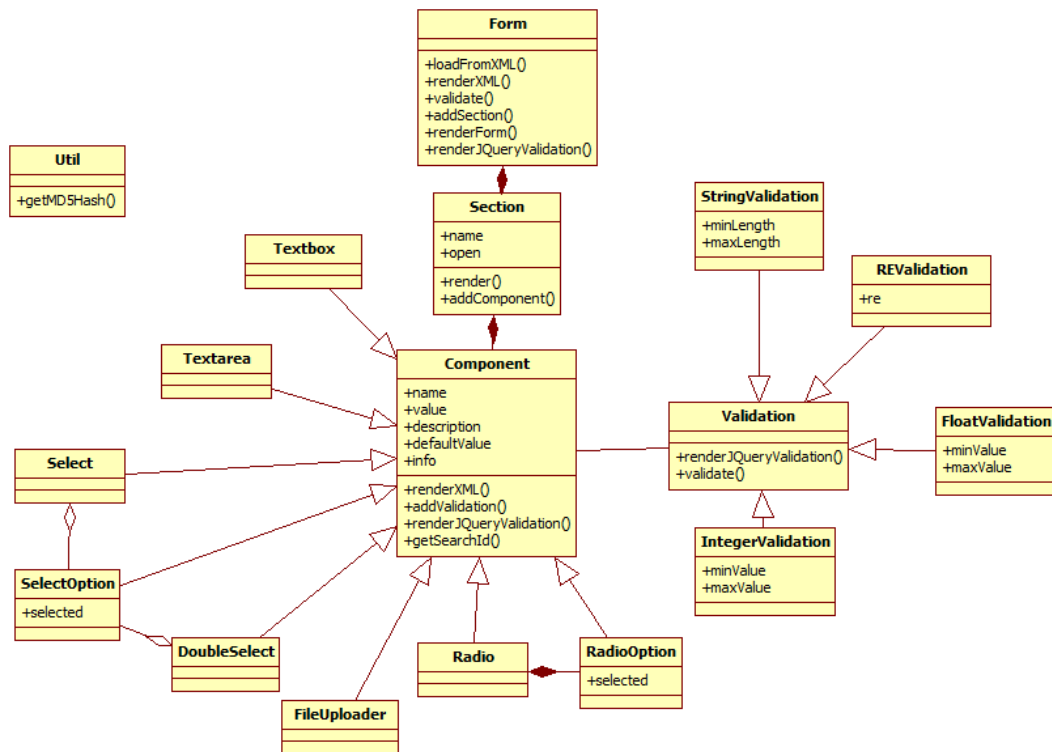 Form
+loadFromXML()
+renderXML()
+validate()
+addSection()
+renderForm()
+renderJQueryValidation()
Util
+getMD5Hash()
Section
+name
+open
+render()
+addComponent()
StringValidation
+minLength
+maxLength
Textbox
REValidation
+re
Textarea
Component
+name
+value
+description
+defaultValue
+info
+renderXML()
+addValidation()
+renderJQueryValidation()
+getSearchId()
Validation
+renderJQueryValidation()
+validate()
FloatValidation
+minValue
+maxValue
Select
IntegerValidation
+minValue
+maxValue
SelectOption
+selected
DoubleSelect
Radio
RadioOption
+selected
FileUploader